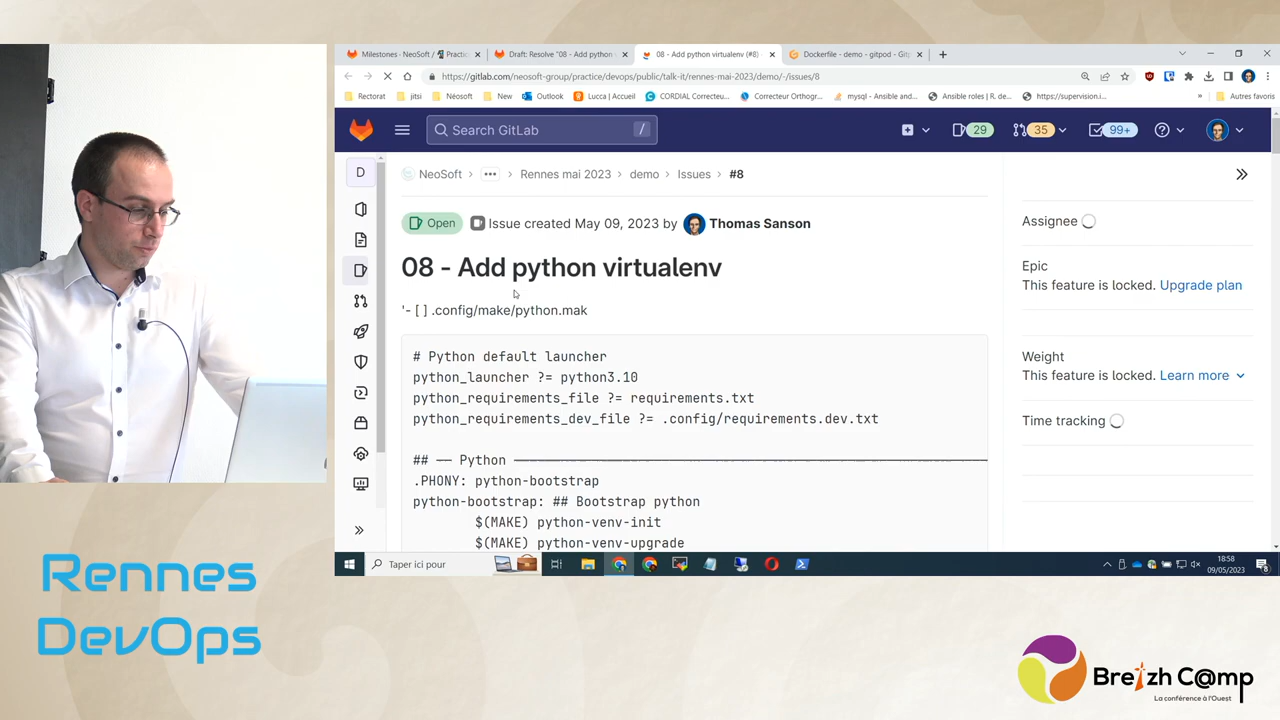 Milestones - NeoSoft / Practic
Draft: Resolve "08 - Add python
08 - Add python virtualenv (#8)
Dockerfile - demo - gitpod - Git
https://gitlab.com/neosoft-group/practice/devops/public/talk-it/rennes-mai-2023/demo/-/issues/8
Rectorat
jitsi
Néosoft
New
Outlook
Lucca | Accueil
CORDIAL Correcteu...
Correcteur Orthogr...
mysql - Ansible and...
Ansible roles | R. de...
https://supervision.i...
Autres favoris
Search GitLab /
29
35
99+
D
NeoSoft > ... > Rennes mai 2023 > demo > Issues > #8
Open Issue created May 09, 2023 by Thomas Sanson
08 - Add python virtualenv
'- [ ] .config/make/python.mak
# Python default launcher
python_launcher ?= python3.10
python_requirements_file ?= requirements.txt
python_requirements_dev_file ?= .config/requirements.dev.txt
## —— Python ————————————————
.PHONY: python-bootstrap
python-bootstrap: ## Bootstrap python
$(MAKE) python-venv-init
$(MAKE) python-venv-upgrade
Assignee
Epic
This feature is locked. Upgrade plan
Weight
This feature is locked. Learn more
Time tracking
Taper ici pour
18:58
09/05/2023
8
Rennes
DevOps
Breizh C@mp
La conférence à l'Ouest